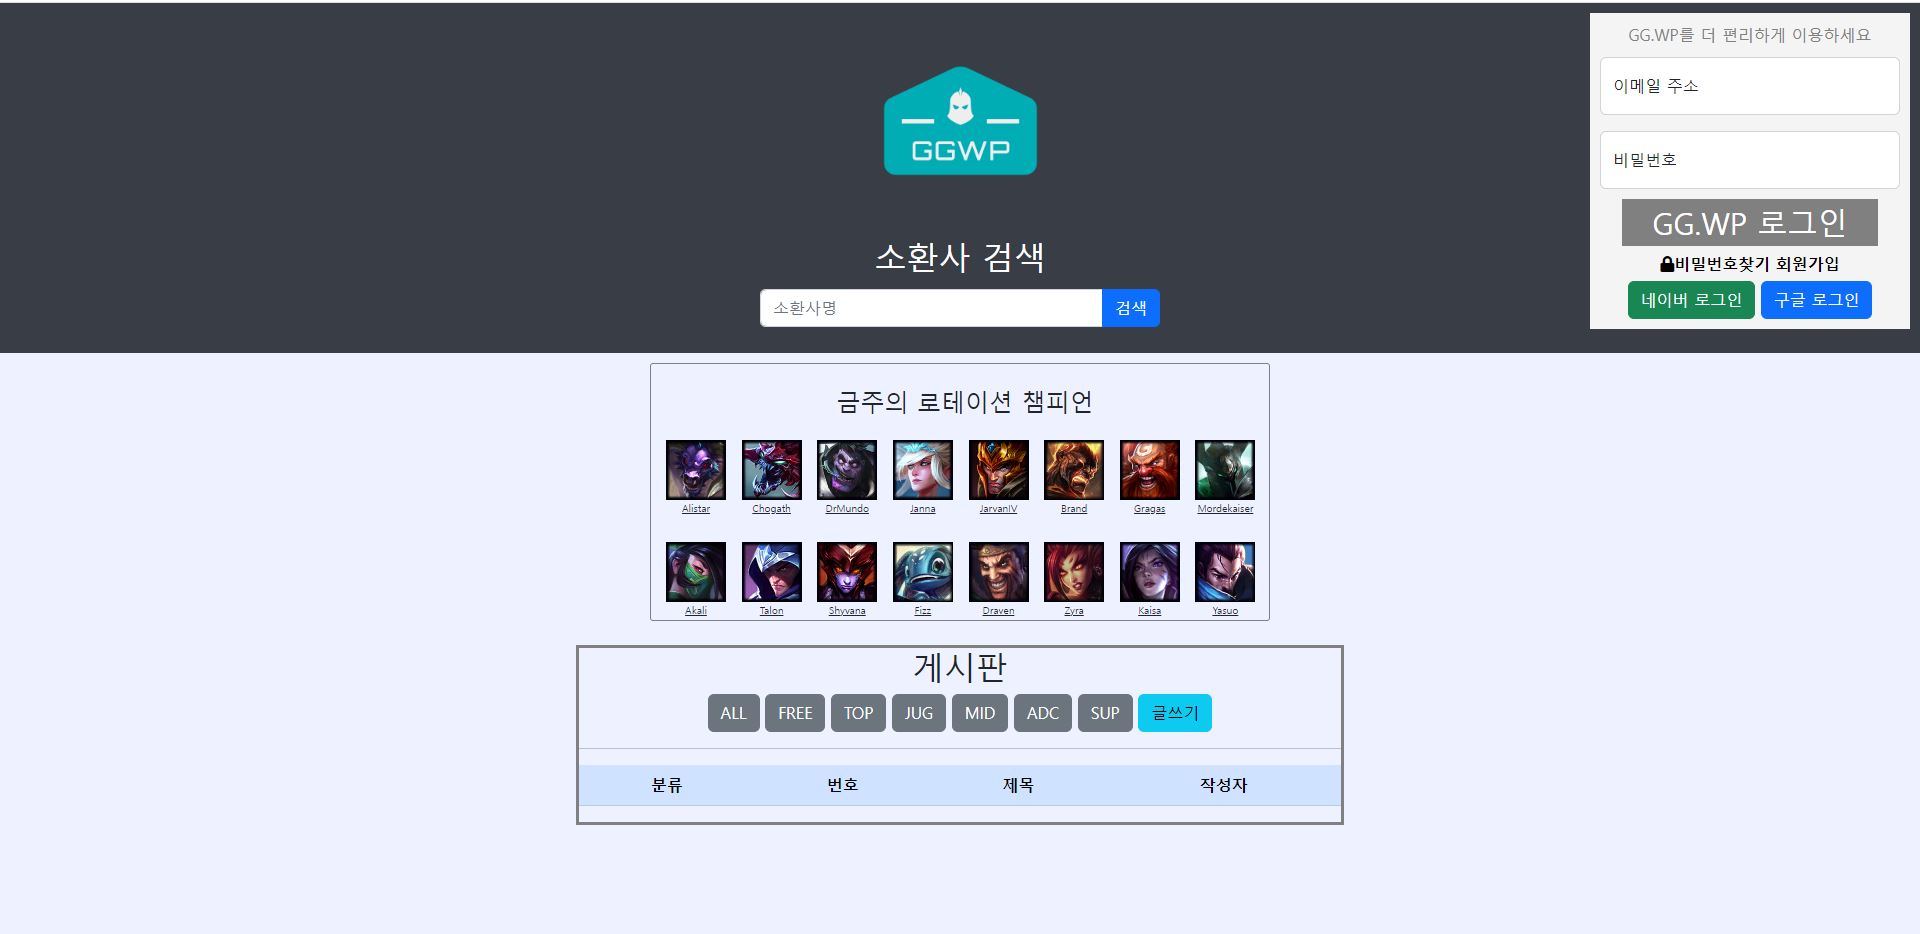 GG.WP를 더 편리하게 이용하세요
이메일 주소
비밀번호
GG.WP 로그인
비밀번호찾기 회원가입
네이버 로그인 구글 로그인
GGWP
소환사 검색
소환사명 검색
금주의 로테이션 챔피언
Alistar Chogath DrMundo Janna JarvanIV Brand Gragas Mordekaiser
Akali Talon Shyvana Fizz Draven Zyra Kaisa Yasuo
게시판
ALL FREE TOP JUG MID ADC SUP 글쓰기
분류 번호 제목 작성자